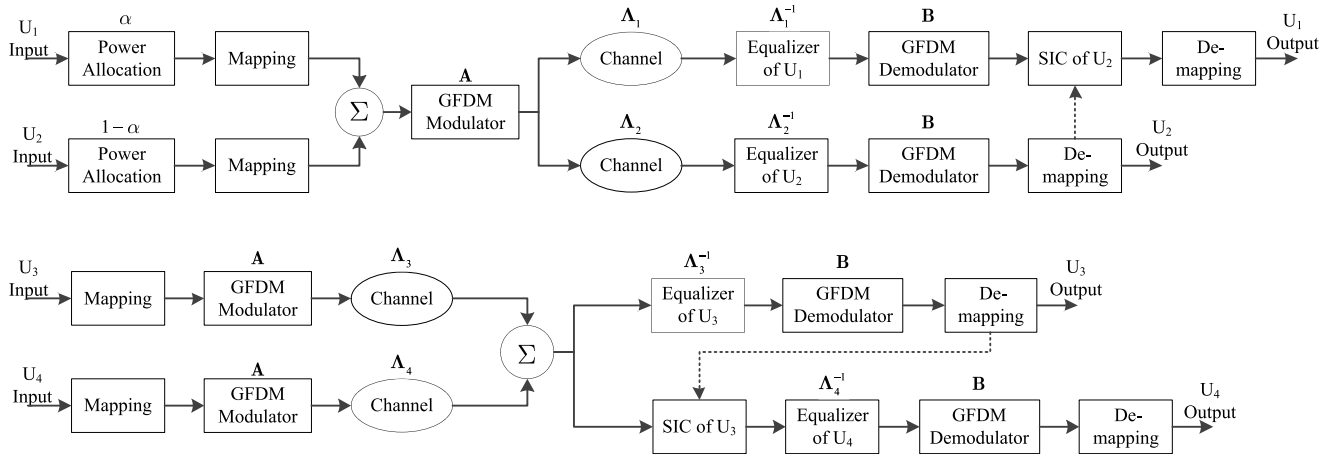 U₁ Input
α
Power Allocation
Mapping
U₂ Input
1−α
Power Allocation
Mapping
Σ
A
GFDM Modulator
Λ₁
Channel
Λ₁⁻¹
Equalizer of U₁
B
GFDM Demodulator
SIC of U₂
De-mapping
U₁ Output
Λ₂
Channel
Λ₂⁻¹
Equalizer of U₂
B
GFDM Demodulator
De-mapping
U₂ Output
U₃ Input
Mapping
A
GFDM Modulator
Λ₃
Channel
U₄ Input
Mapping
A
GFDM Modulator
Λ₄
Channel
Σ
Λ₃⁻¹
Equalizer of U₃
B
GFDM Demodulator
De-mapping
U₃ Output
SIC of U₃
Λ₄⁻¹
Equalizer of U₄
B
GFDM Demodulator
De-mapping
U₄ Output